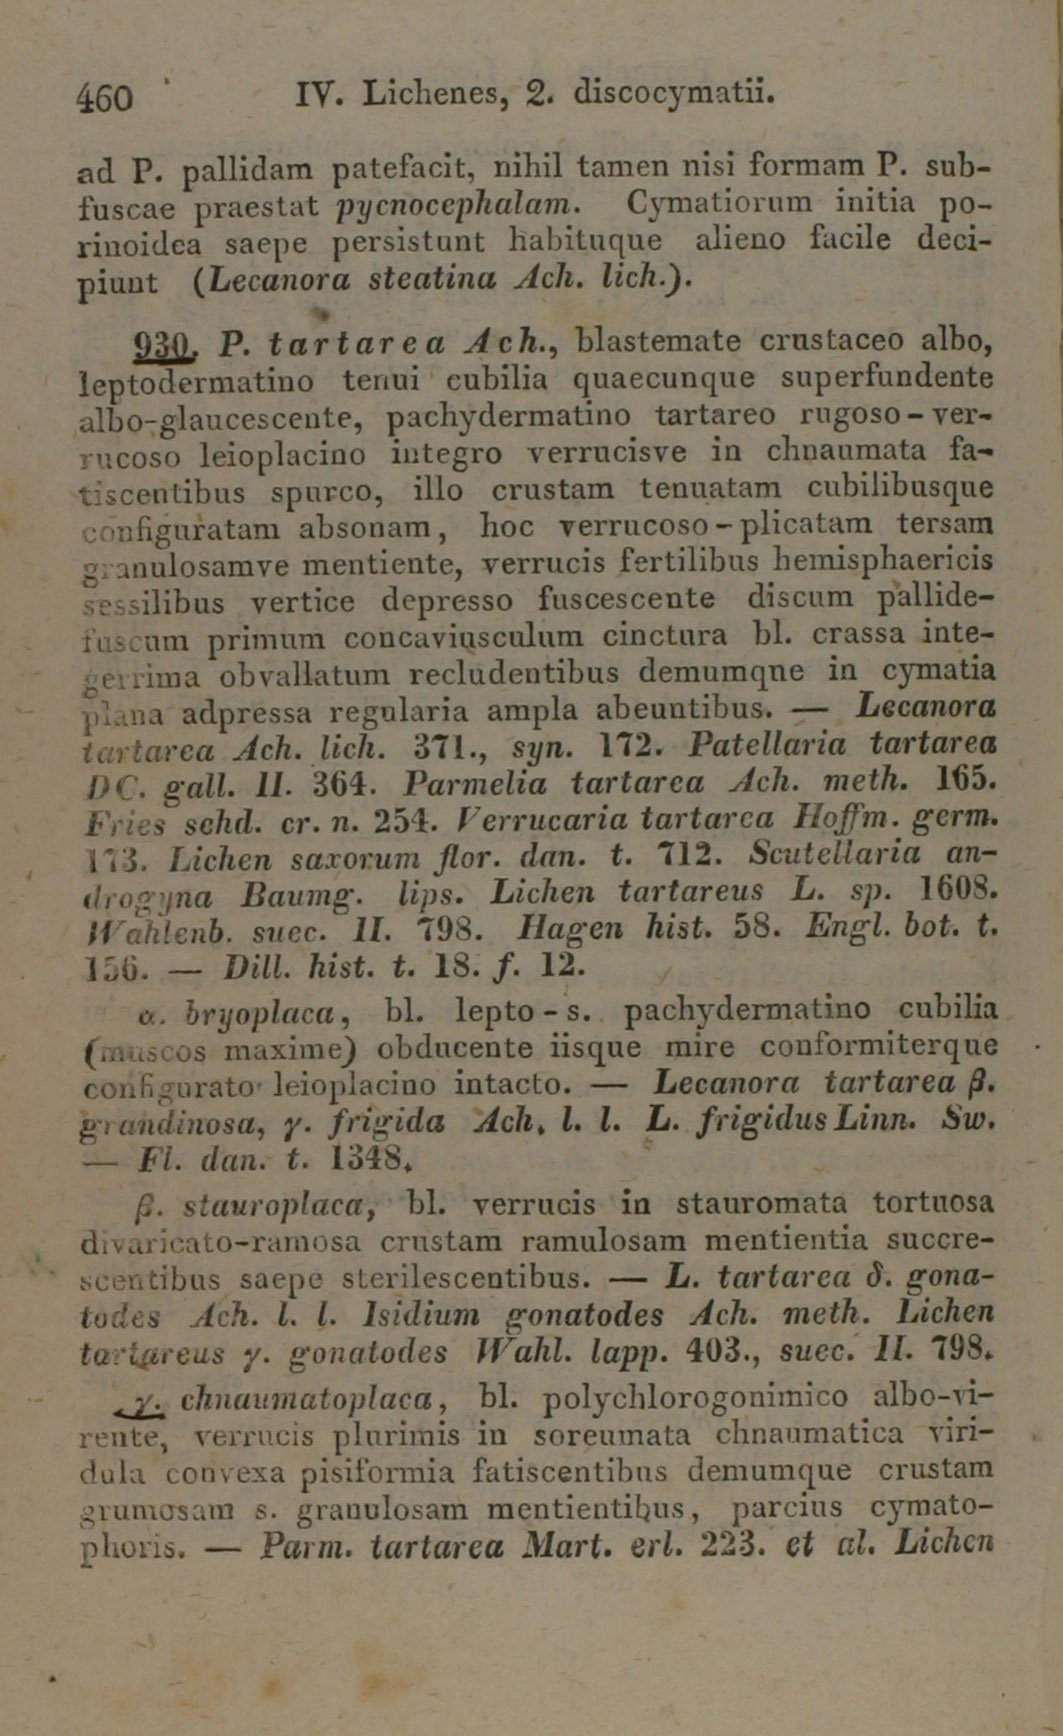 460 IV. Lichenes, 2. discocymatii.
ad P. pallidam patefacit, nihil tamen nisi formam P. sub-
fuscae praestat pycnocephalam. Cymatiorum initia po-
rinoidea saepe persistunt habituque alieno facile deci-
piunt (Lecanora steatina Ach. lich.).
930. P. tartarea Ach., blastemate crustaceo albo,
leptodermatino tenui cubilia quaecunque superfundente
albo-glaucescente, pachydermatino tartareo rugoso-ver-
rucoso leioplacino integro verrucisve in chnaumata fa-
tiscentibus spurco, illo crustam tenuatam cubilibusque
configuratam absonam, hoc verrucoso-plicatam tersam
granulosamve mentiente, verrucis fertilibus hemisphaericis
sessilibus vertice depresso fuscescente discum pallide-
fuscum primum concaviusculum cinctura bl. crassa inte-
gerrima obvallatum recludentibus demumque in cymatia
plana adpressa regularia ampla abeuntibus. — Lecanora
tartarea Ach. lich. 371., syn. 172. Patellaria tartarea
DC. gall. II. 364. Parmelia tartarea Ach. meth. 165.
Fries schd. cr. n. 254. Verrucaria tartarea Hoffm. germ.
173. Lichen saxorum flor. dan. t. 712. Scutellaria an-
drogyna Baumg. lips. Lichen tartareus L. sp. 1608.
Wahlenb. suec. II. 798. Hagen hist. 58. Engl. bot. t.
156. — Dill. hist. t. 18. f. 12.
α. bryoplaca, bl. lepto-s. pachydermatino cubilia
(muscos maxime) obducente iisque mire conformiterque
configurato leioplacino intacto. — Lecanora tartarea β.
grandinosa, γ. frigida Ach. l. l. L. frigidus Linn. Sw.
— Fl. dan. t. 1348.
β. stauroplaca, bl. verrucis in stauromata tortuosa
divaricato-ramosa crustam ramulosam mentientia succre-
scentibus saepe sterilescentibus. — L. tartarea δ. gona-
todes Ach. l. l. Isidium gonatodes Ach. meth. Lichen
tartareus γ. gonatodes Wahl. lapp. 403., suec. II. 798.
γ. chnaumatoplaca, bl. polychlorogonimico albo-vi-
rente, verrucis plurimis in soreumata chnaumatica viri-
dula convexa pisiformia fatiscentibus demumque crustam
grumosam s. granulosam mentientibus, parcius cymato-
phoris. — Parm. tartarea Mart. erl. 223. et al. Lichen